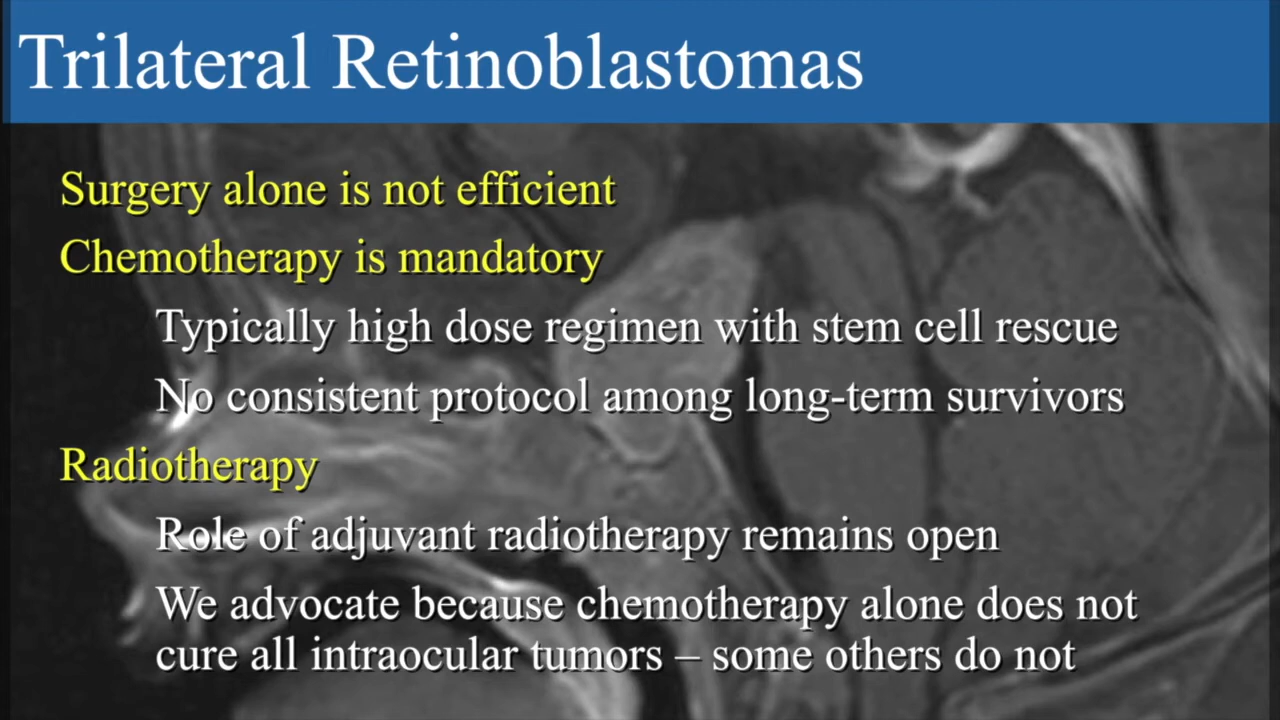 Trilateral Retinoblastomas
Surgery alone is not efficient
Chemotherapy is mandatory
Typically high dose regimen with stem cell rescue
No consistent protocol among long-term survivors
Radiotherapy
Role of adjuvant radiotherapy remains open
We advocate because chemotherapy alone does not
cure all intraocular tumors – some others do not